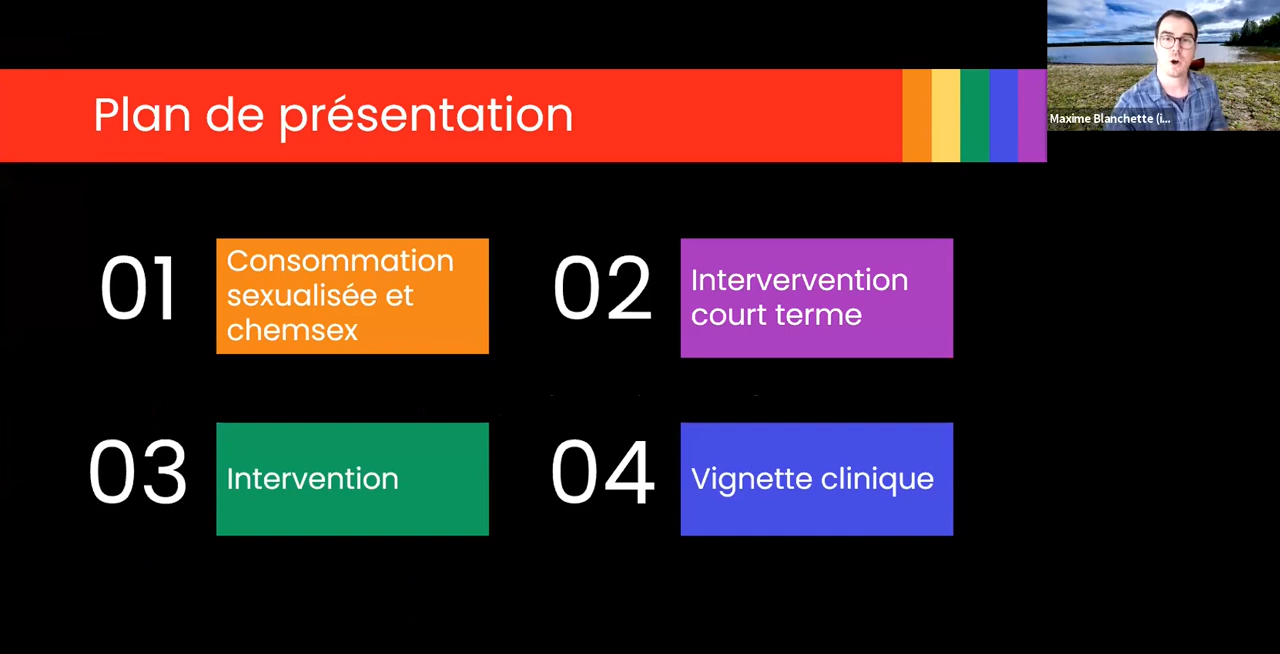 Plan de présentation
Maxime Blanchette (i...
01
Consommation
sexualisée et
chemsex
02
Intervervention
court terme
03
Intervention
04
Vignette clinique